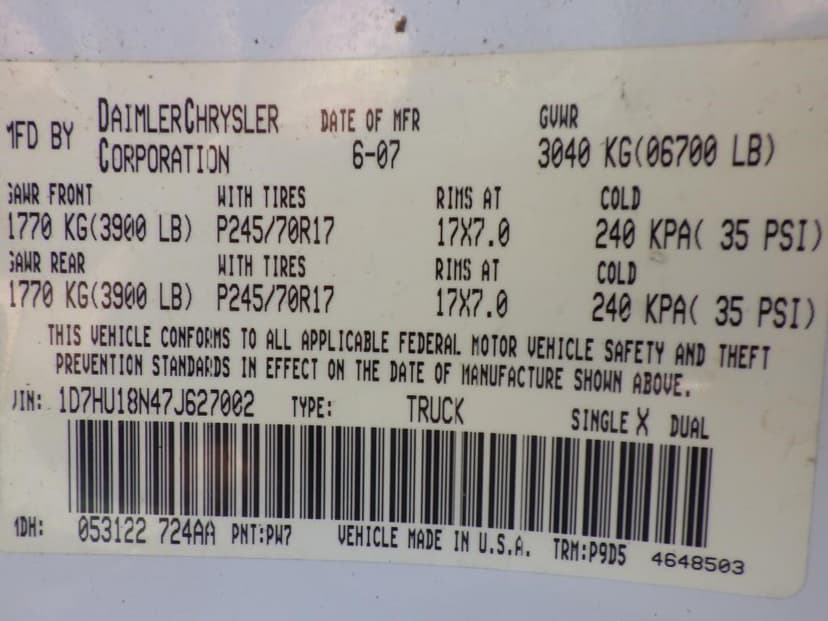 MFD BY DAIMLERCHRYSLER CORPORATION DATE OF MFR 6-07 GVWR 3040 KG(06700 LB)
GAWR FRONT WITH TIRES RIMS AT COLD
1770 KG(3900 LB) P245/70R17 17X7.0 240 KPA( 35 PSI)
GAWR REAR WITH TIRES RIMS AT COLD
1770 KG(3900 LB) P245/70R17 17X7.0 240 KPA( 35 PSI)
THIS VEHICLE CONFORMS TO ALL APPLICABLE FEDERAL MOTOR VEHICLE SAFETY AND THEFT
PREVENTION STANDARDS IN EFFECT ON THE DATE OF MANUFACTURE SHOWN ABOVE.
VIN: 1D7HU18N47J627002 TYPE: TRUCK SINGLE X DUAL
MDH: 053122 724AA PNT:PW7 VEHICLE MADE IN U.S.A. TRM:P9D5 4648503